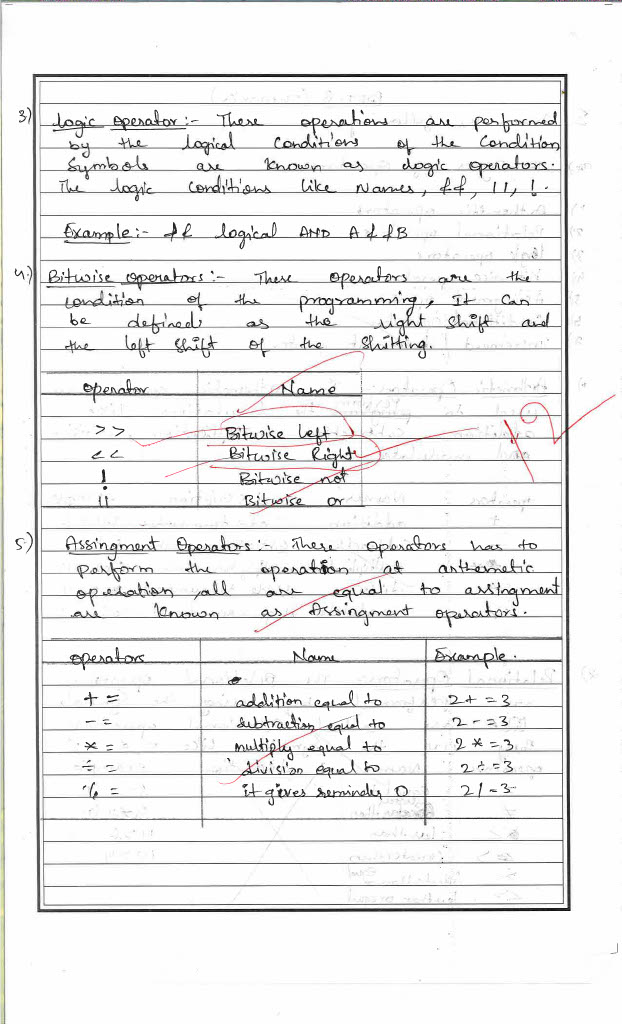 3) Logic operator :- These operations are performed
by the logical Conditions of the Condition
Symbols are known as logic operators.
The logic Conditions like Names, &&, ||, !.
Example :- && logical AND A&&B
4) Bitwise operators :- These operators are the
condition of the programming, It Can
be defined as the right shift and
the left shift of the shifting.
Operator Name
>> Bitwise left
<< Bitwise Right
! Bitwise not
|| Bitwise or
12
5) Assingment Operators :- These Operators has to
perform the operation at arthemetic
operation, all are equal to assingment
are known as Assingment operators.
operators Name Example.
+ = addition equal to 2+ =3
- = subtraction equal to 2 - =3
× = multiply equal to 2 × =3
÷ = division equal to 2 ÷ =3
% = it gives reminder 0 2/=3